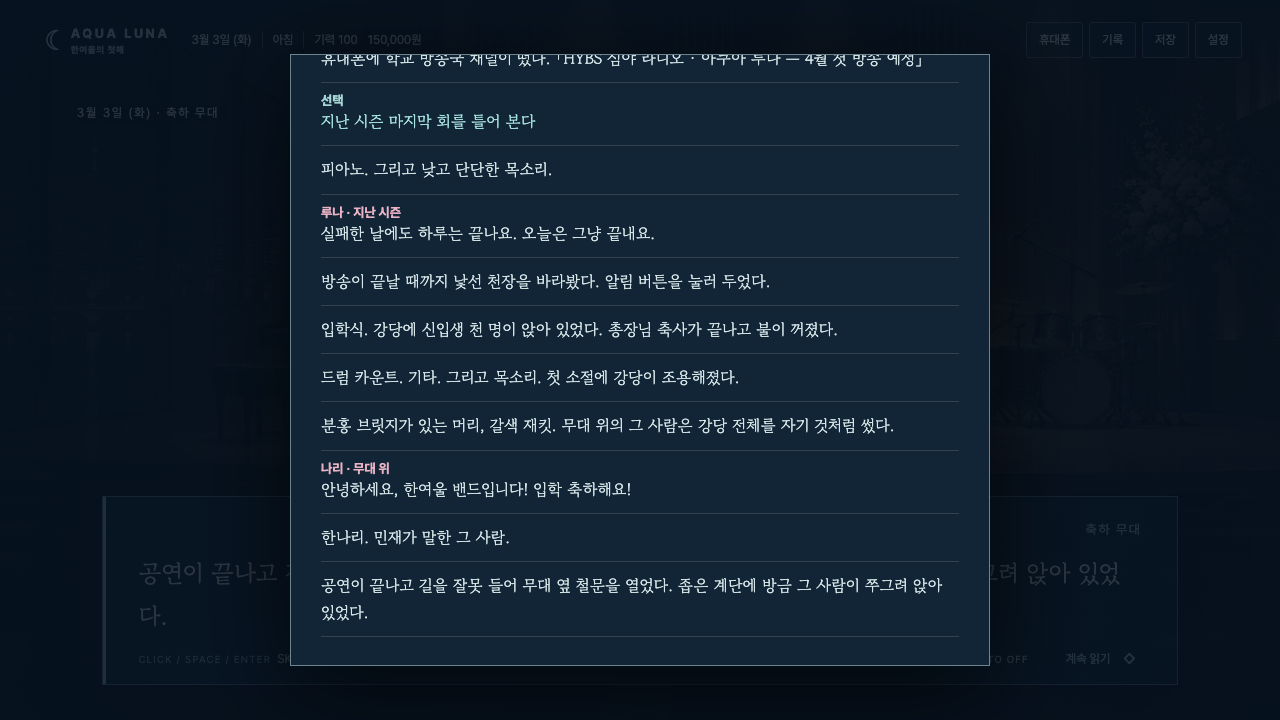 AQUA LUNA
한여울의 첫해
3월 3일 (화)
아침
기력 100
150,000원
휴대폰
기록
저장
설정
3월 3일 (화) · 축하 무대
휴대폰에 학교 방송국 채널이 떴다. 「HYBS 심야 라디오 · 아쿠아 루나 — 4월 첫 방송 예정」
선택
지난 시즌 마지막 회를 틀어 본다
피아노. 그리고 낮고 단단한 목소리.
루나 · 지난 시즌
실패한 날에도 하루는 끝나요. 오늘은 그냥 끝내요.
방송이 끝날 때까지 낯선 천장을 바라봤다. 알림 버튼을 눌러 두었다.
입학식. 강당에 신입생 천 명이 앉아 있었다. 총장님 축사가 끝나고 불이 꺼졌다.
드럼 카운트. 기타. 그리고 목소리. 첫 소절에 강당이 조용해졌다.
분홍 브릿지가 있는 머리, 갈색 재킷. 무대 위의 그 사람은 강당 전체를 자기 것처럼 썼다.
나리 · 무대 위
안녕하세요, 한여울 밴드입니다! 입학 축하해요!
한나리. 민재가 말한 그 사람.
공연이 끝나고 길을 잘못 들어 무대 옆 철문을 열었다. 좁은 계단에 방금 그 사람이 쭈그려 앉아
있었다.
축하 무대
공연이 끝나고
그려 앉아 있었
다.
CLICK / SPACE / ENTER
OFF
계속 읽기